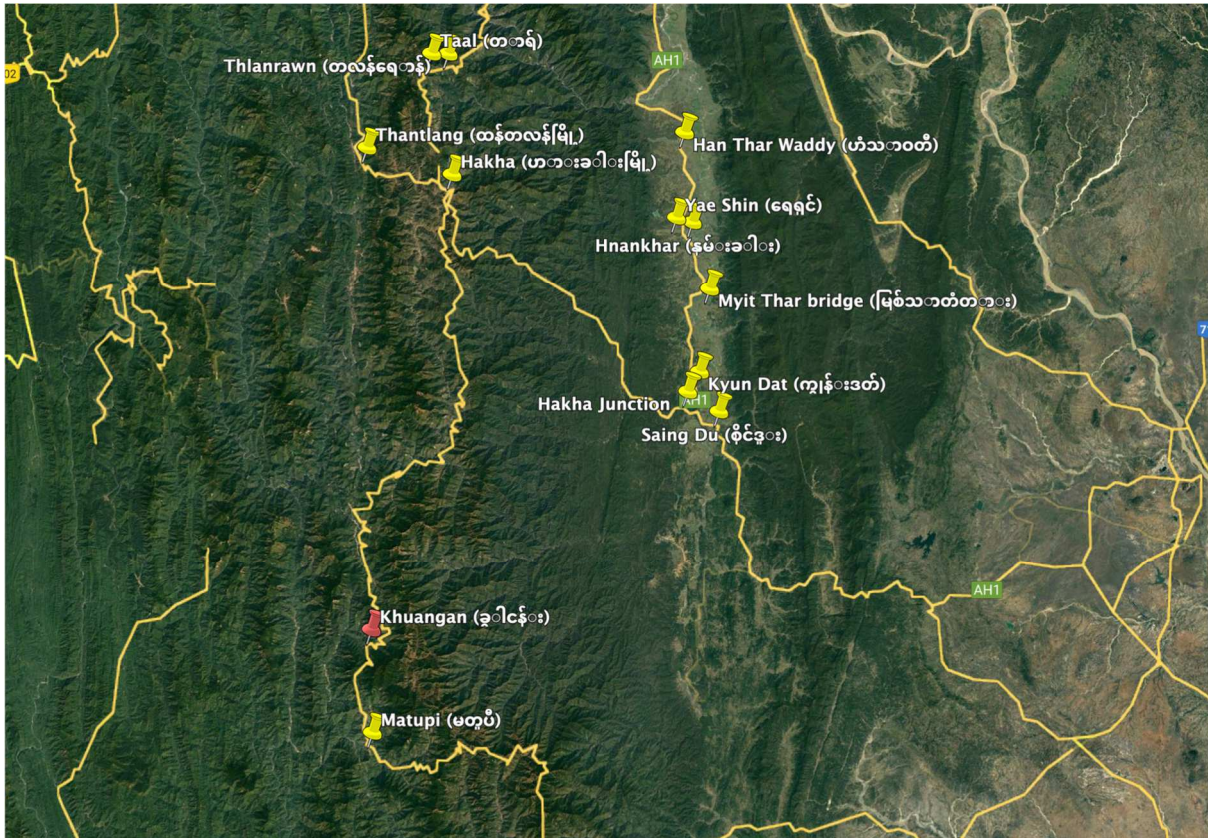 Taal (တာရ်)
Thlanrawn (တလန်ရောန်)
02
AH1
Thantlang (ထန်တလန်မြို့)
Han Thar Waddy (ဟံသာဝတီ)
Hakha (ဟားခါးမြို့)
Yae Shin (ရေရှင်)
Hnankhar (နမ်းခါး)
Myit Thar bridge (မြစ်သာတံတား)
Kyun Dat (ကျွန်းဒတ်)
Hakha Junction
AH1
Saing Du (စိုင်ဒူး)
AH1
Khuangan (ခွါငန်း)
Matupi (မတူပီ)